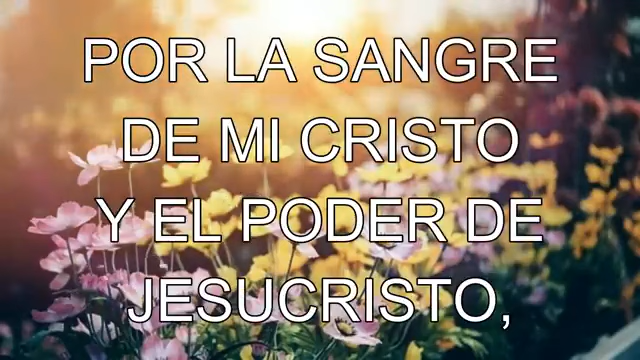 POR LA SANGRE
DE MI CRISTO
Y EL PODER DE
JESUCRISTO,